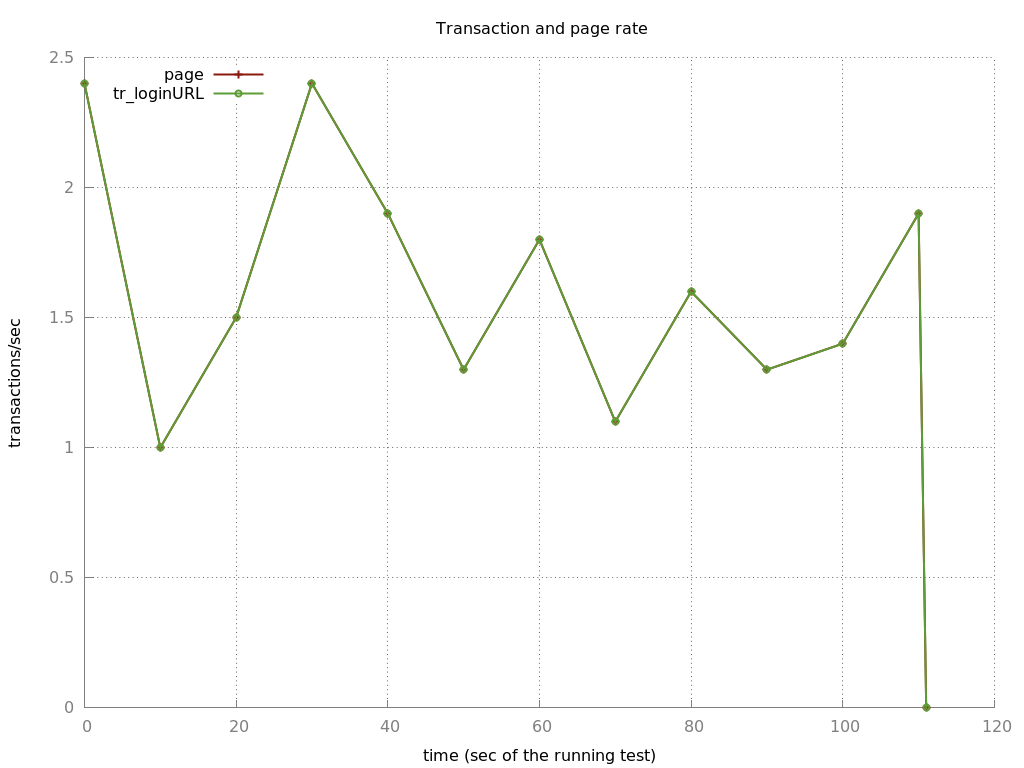 Transaction and page rate
2.5
page
tr_loginURL
2
1.5
transactions/sec
1
0.5
0
0 20 40 60 80 100 120
time (sec of the running test)